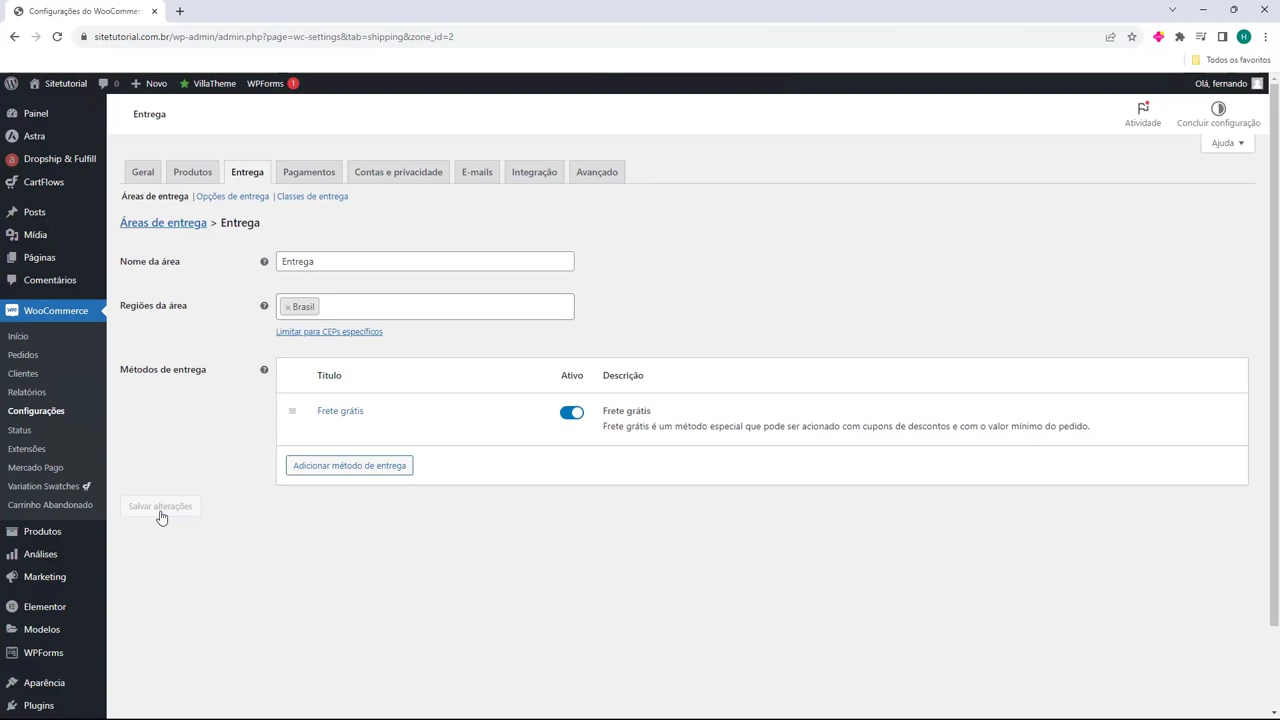 Configurações do WooCommer
sitetutorial.com.br/wp-admin/admin.php?page=wc-settings&tab=shipping&zone_id=2
H
Todos os favoritos
Sitetutorial 0 Novo VillaTheme WPForms 1
Olá, fernando
Painel
Astra
Dropship & Fulfill
CartFlows
Posts
Mídia
Páginas
Comentários
WooCommerce
Início
Pedidos
Clientes
Relatórios
Configurações
Status
Extensões
Mercado Pago
Variation Swatches
Carrinho Abandonado
Produtos
Análises
Marketing
Elementor
Modelos
WPForms
Aparência
Plugins
Entrega
Atividade
Concluir configuração
Ajuda
Geral Produtos Entrega Pagamentos Contas e privacidade E-mails Integração Avançado
Áreas de entrega | Opções de entrega | Classes de entrega
Áreas de entrega > Entrega
Nome da área
Entrega
Regiões da área
× Brasil
Limitar para CEPs específicos
Métodos de entrega
Título Ativo Descrição
Frete grátis
Frete grátis
Frete grátis é um método especial que pode ser acionado com cupons de descontos e com o valor mínimo do pedido.
Adicionar método de entrega
Salvar alterações